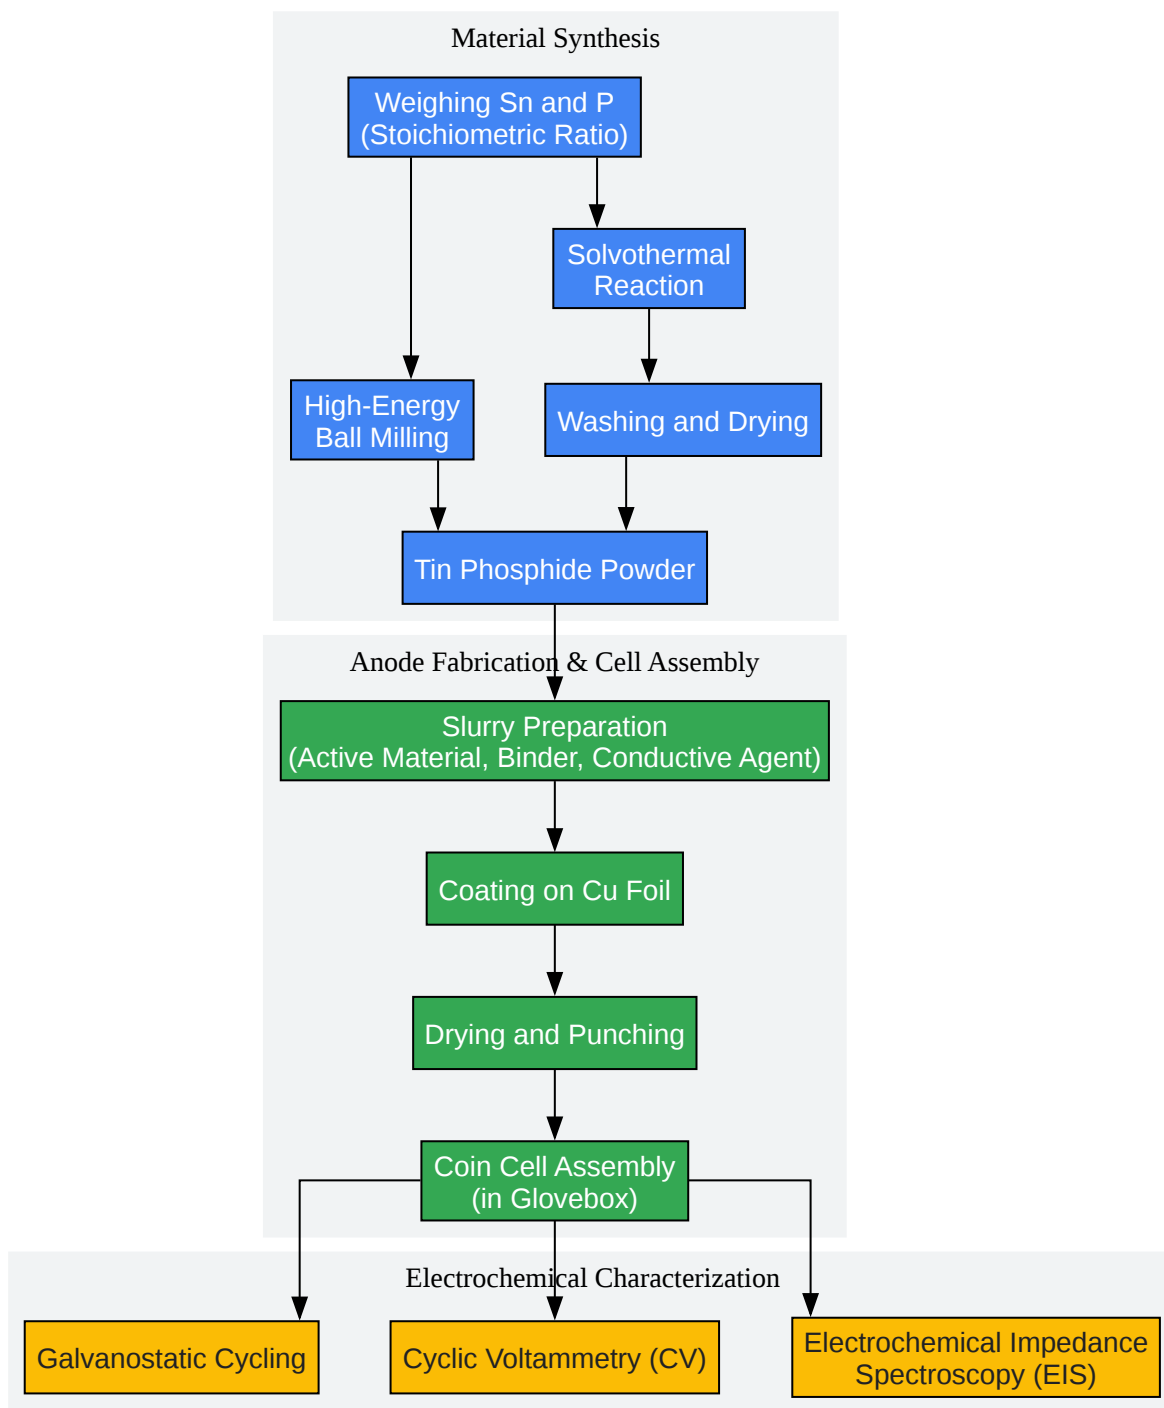 Material Synthesis
Weighing Sn and P
(Stoichiometric Ratio)
Solvothermal
Reaction
High-Energy
Ball Milling
Washing and Drying
Tin Phosphide Powder
Anode Fabrication & Cell Assembly
Slurry Preparation
(Active Material, Binder, Conductive Agent)
Coating on Cu Foil
Drying and Punching
Coin Cell Assembly
(in Glovebox)
Electrochemical Characterization
Galvanostatic Cycling
Cyclic Voltammetry (CV)
Electrochemical Impedance
Spectroscopy (EIS)